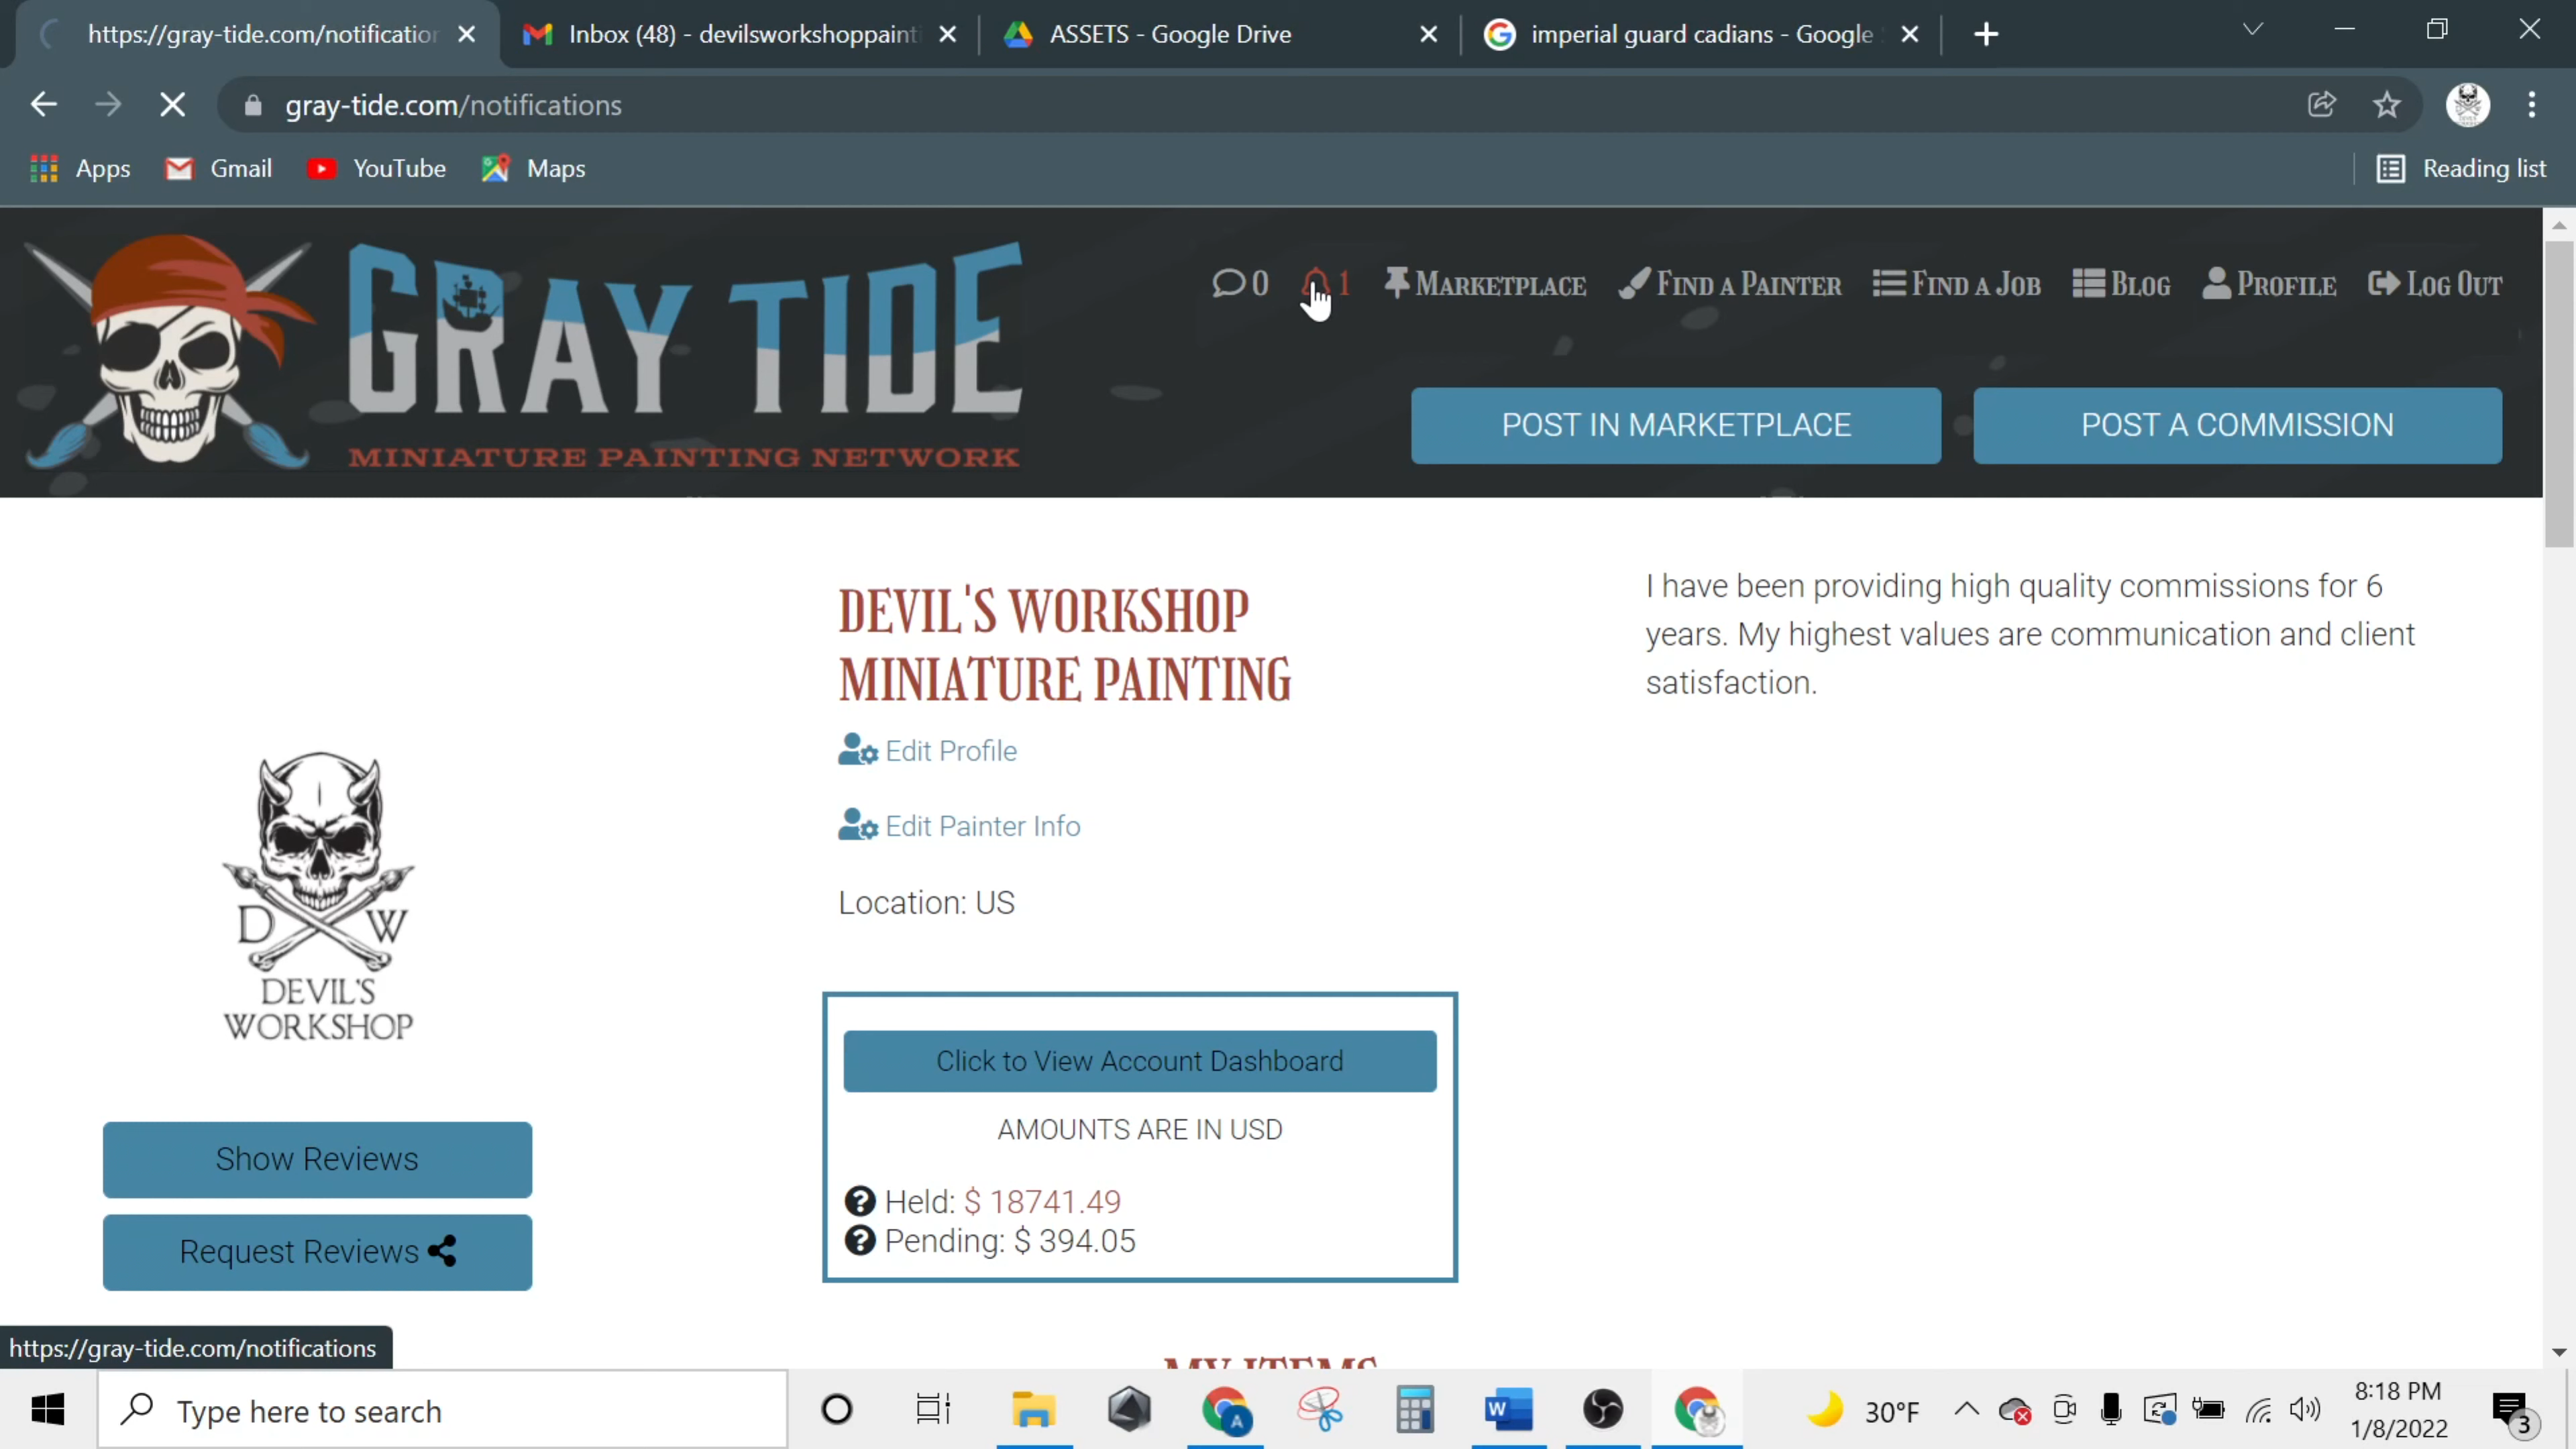 https://gray-tide.com/notification
Inbox (48) - devilsworkshoppaint
ASSETS - Google Drive
imperial guard cadians - Google
gray-tide.com/notifications
Apps
Gmail
YouTube
Maps
Reading list
GRAY TIDE
MINIATURE PAINTING NETWORK
0
1
MARKETPLACE
FIND A PAINTER
FIND A JOB
BLOG
PROFILE
LOG OUT
POST IN MARKETPLACE
POST A COMMISSION
DEVIL'S WORKSHOP
MINIATURE PAINTING
Edit Profile
Edit Painter Info
Location: US
I have been providing high quality commissions for 6
years. My highest values are communication and client
satisfaction.
D W
DEVIL'S
WORKSHOP
Show Reviews
Request Reviews
Click to View Account Dashboard
AMOUNTS ARE IN USD
Held: $ 18741.49
Pending: $ 394.05
MY ITEMS
https://gray-tide.com/notifications
Type here to search
A
W
30°F
8:18 PM
1/8/2022
3